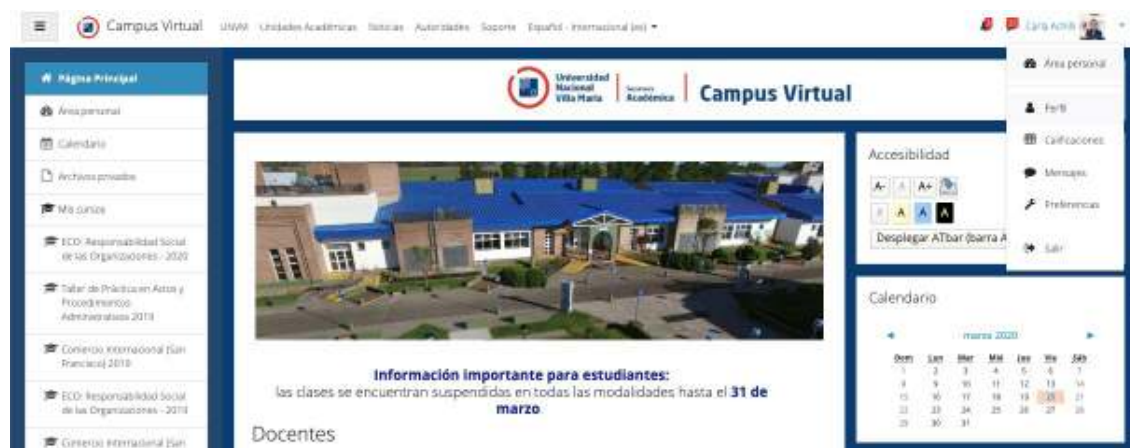 Campus Virtual UNVM Unidades Académicas Noticias Autoridades Soporte Español - Internacional (es)
Página Principal
Área personal
Calendario
Archivos privados
Mis cursos
ECO: Responsabilidad Social
de las Organizaciones - 2020
Taller de Práctica en Actos y
Procedimientos
Administrativos 2019
Comercio Internacional (San
Francisco) 2019
ECO: Responsabilidad Social
de las Organizaciones - 2019
Comercio Internacional (San
Universidad
Nacional
Villa María
Académica
Campus Virtual
Información importante para estudiantes:
las clases se encuentran suspendidas en todas las modalidades hasta el 31 de
marzo
Docentes
Área personal
Perfil
Calificaciones
Mensajes
Preferencias
Salir
Accesibilidad
A- A A+
A A A A
Desplegar ATbar (barra A
Calendario
marzo 2020
Dom Lun Mar Mié Jue Vie Sáb
1 2 3 4 5 6 7
8 9 10 11 12 13 14
15 16 17 18 19 20 21
22 23 24 25 26 27 28
29 30 31